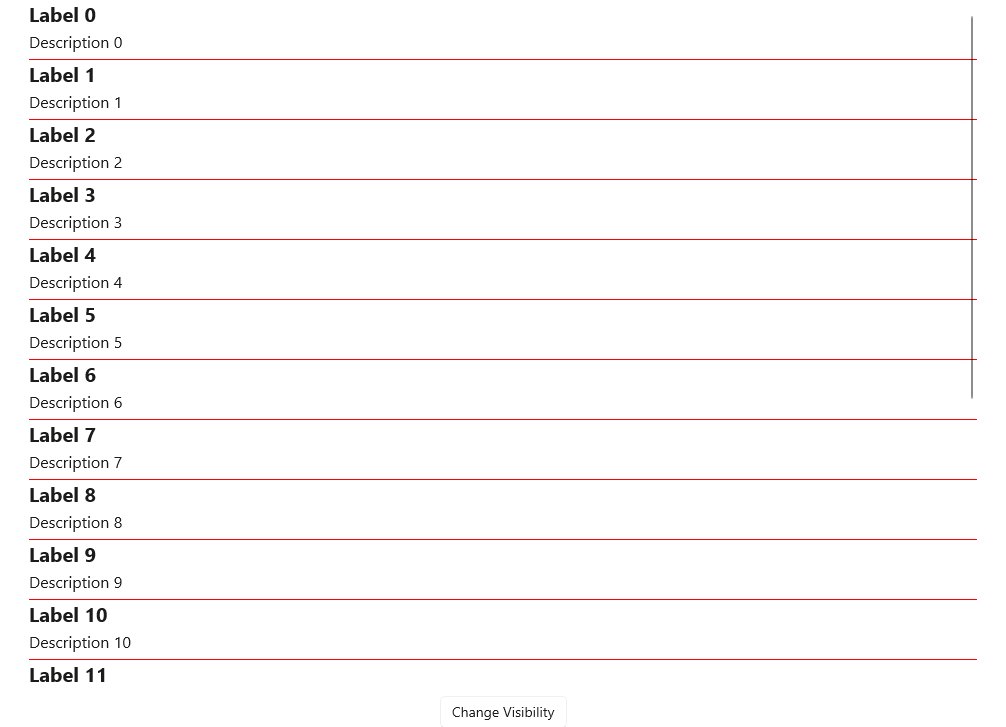 Label 0
Description 0
Label 1
Description 1
Label 2
Description 2
Label 3
Description 3
Label 4
Description 4
Label 5
Description 5
Label 6
Description 6
Label 7
Description 7
Label 8
Description 8
Label 9
Description 9
Label 10
Description 10
Label 11
Change Visibility